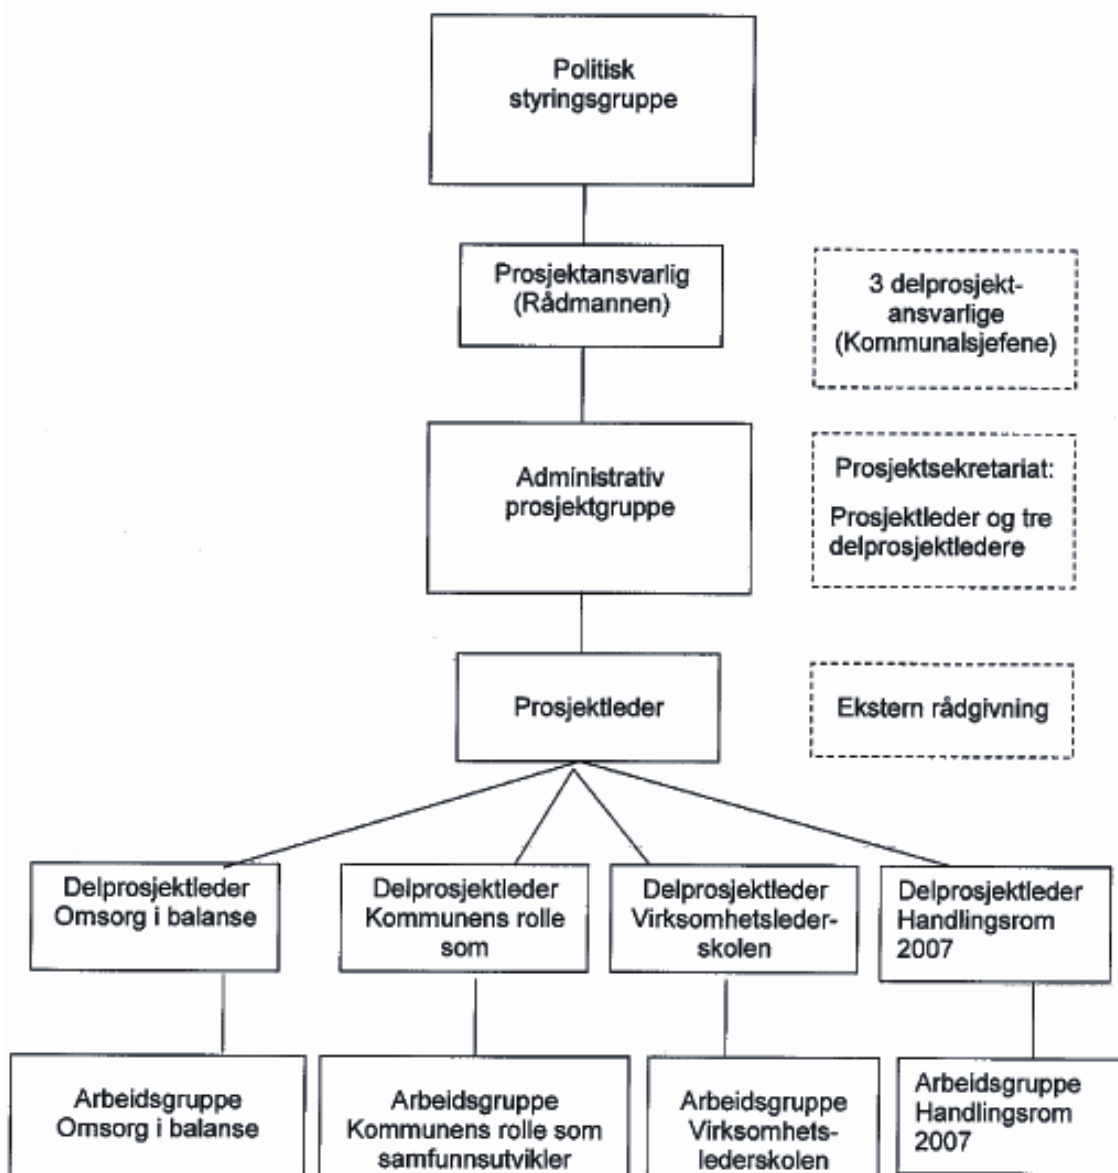 Politisk
styringsgruppe
Prosjektansvarlig
(Rådmannen)
3 delprosjekt-
ansvarlige
(Kommunalsjefene)
Administrativ
prosjektgruppe
Prosjektsekretariat:
Prosjektleder og tre
delprosjektledere
Prosjektleder
Ekstern rådgivning
Delprosjektleder
Omsorg i balanse
Delprosjektleder
Kommunens rolle
som
Delprosjektleder
Virksomhetsleder-
skolen
Delprosjektleder
Handlingsrom
2007
Arbeidsgruppe
Omsorg i balanse
Arbeidsgruppe
Kommunens rolle som
samfunnsutvikler
Arbeidsgruppe
Virksomhets-
lederskolen
Arbeidsgruppe
Handlingsrom
2007